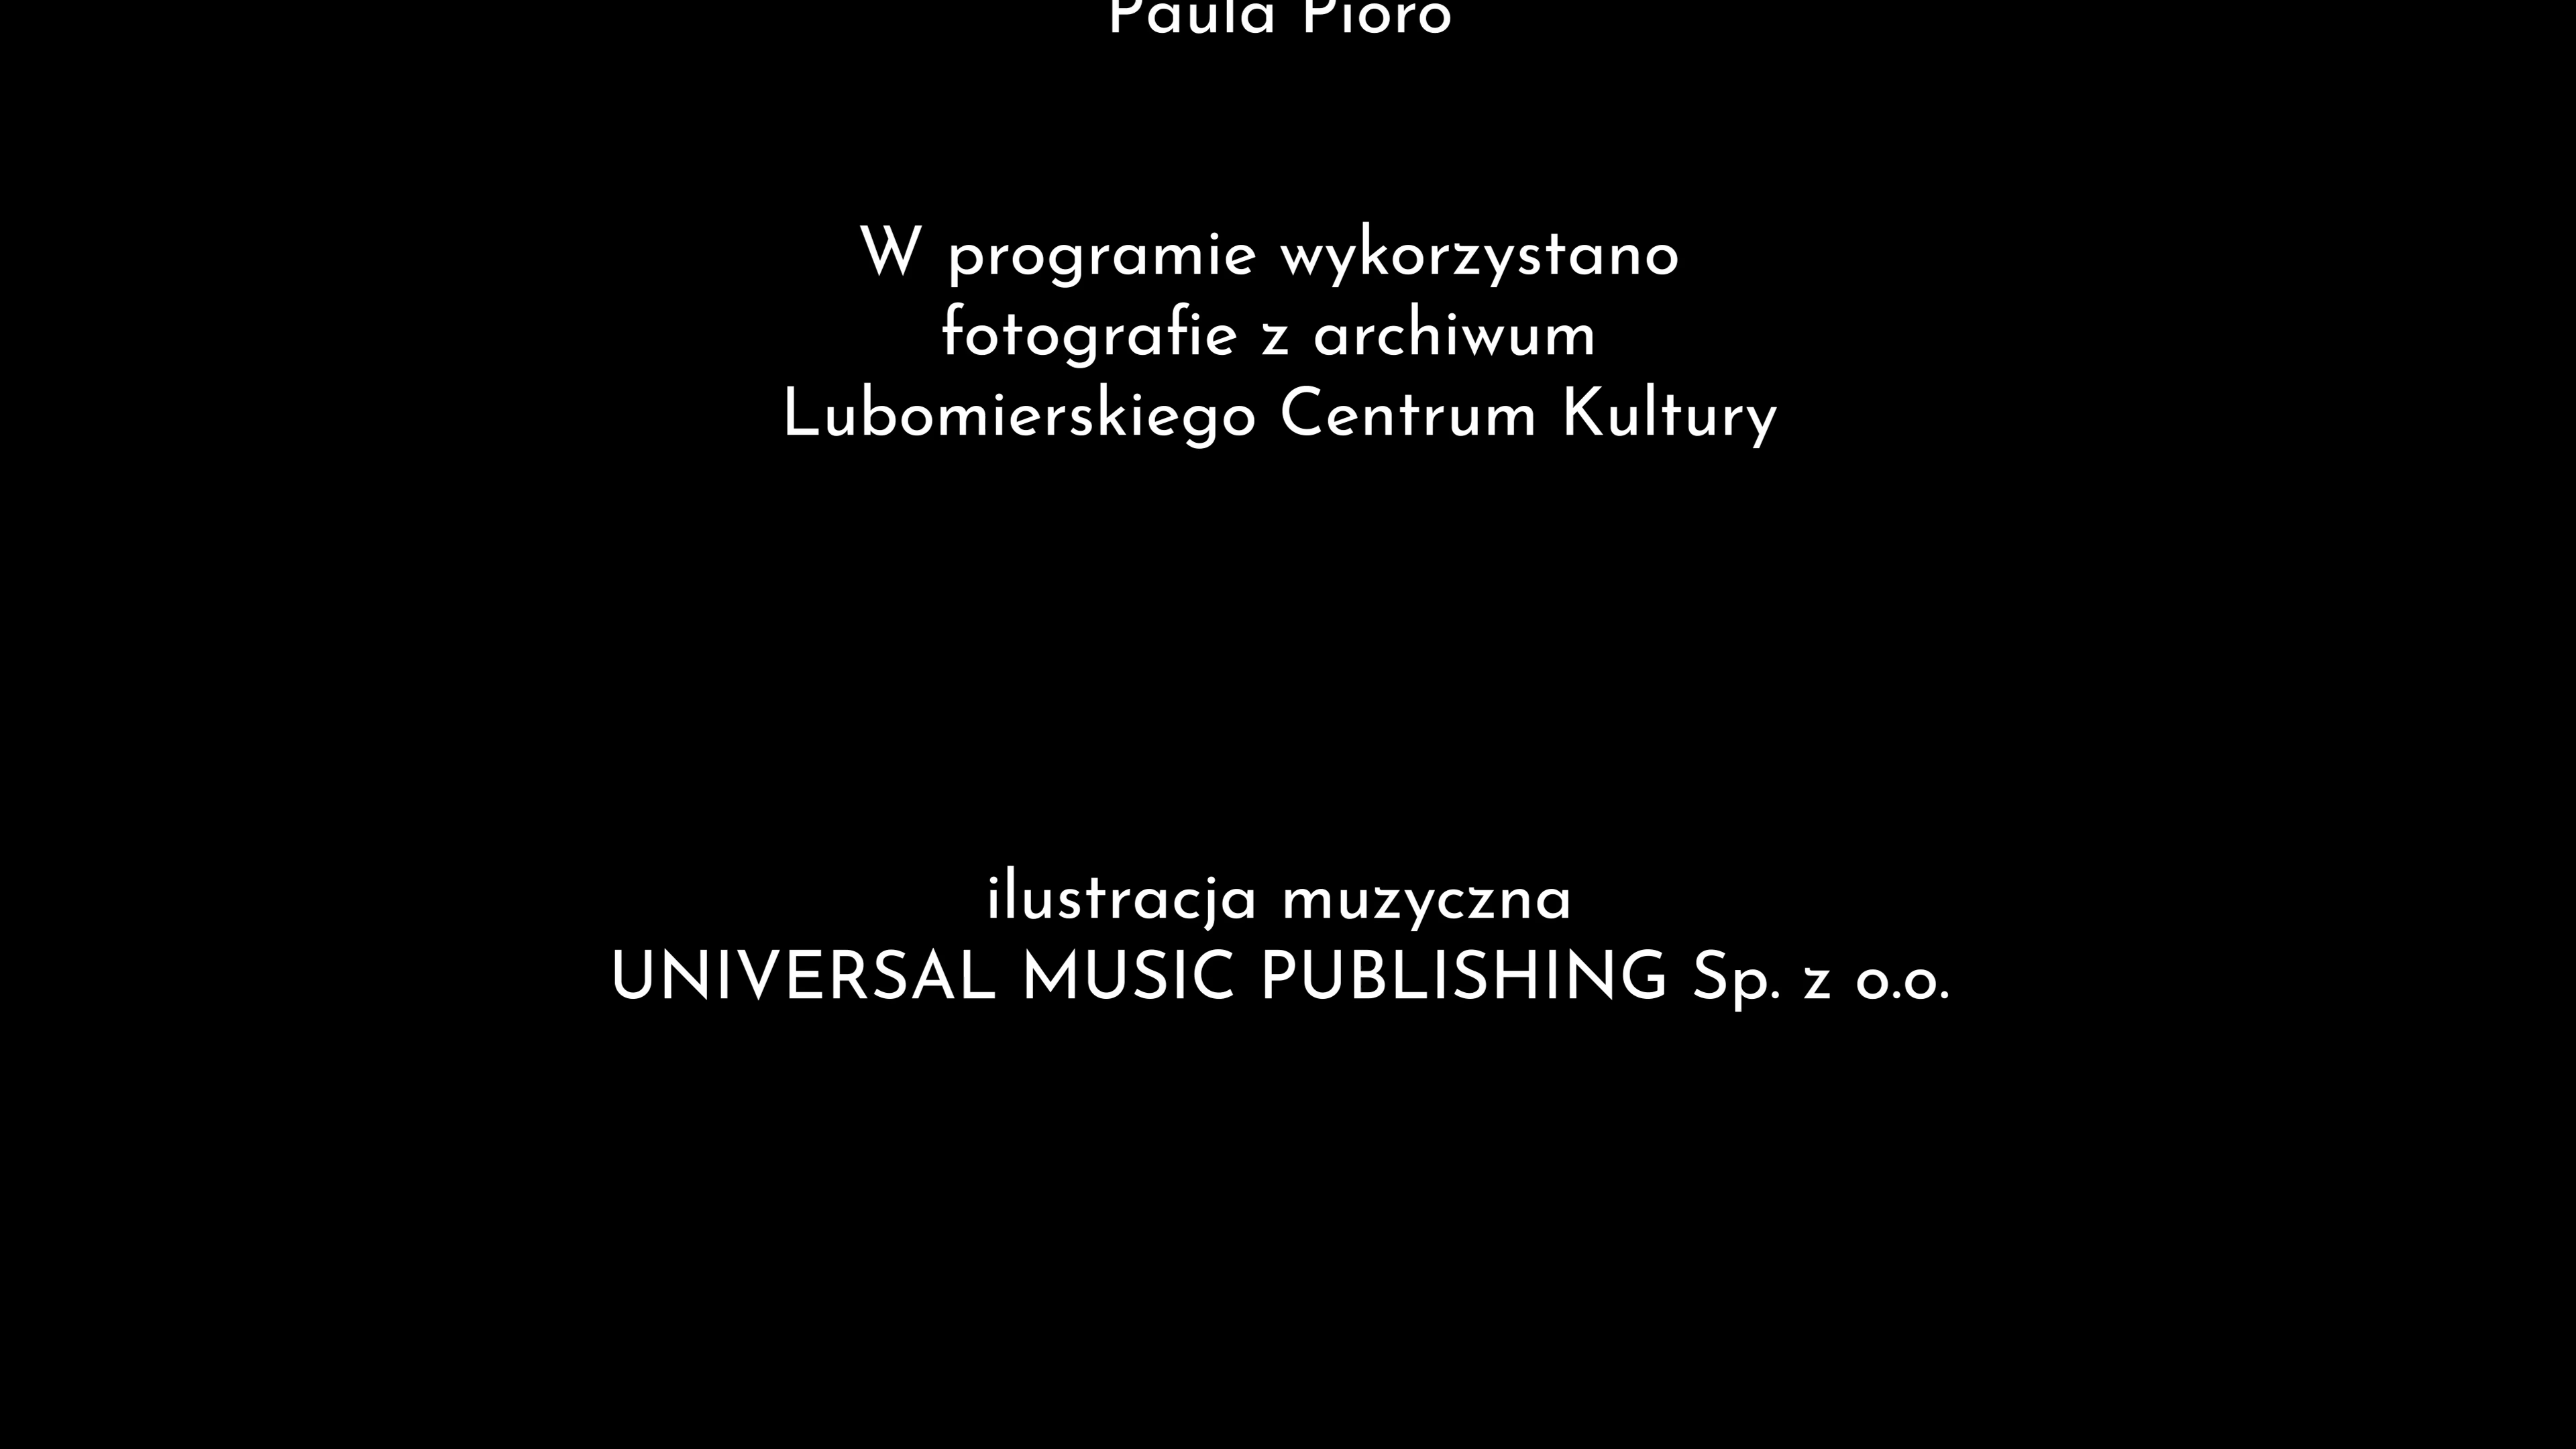 Paula Pioro
W programie wykorzystano
fotografie z archiwum
Lubomierskiego Centrum Kultury
ilustracja muzyczna
UNIVERSAL MUSIC PUBLISHING Sp. z o.o.